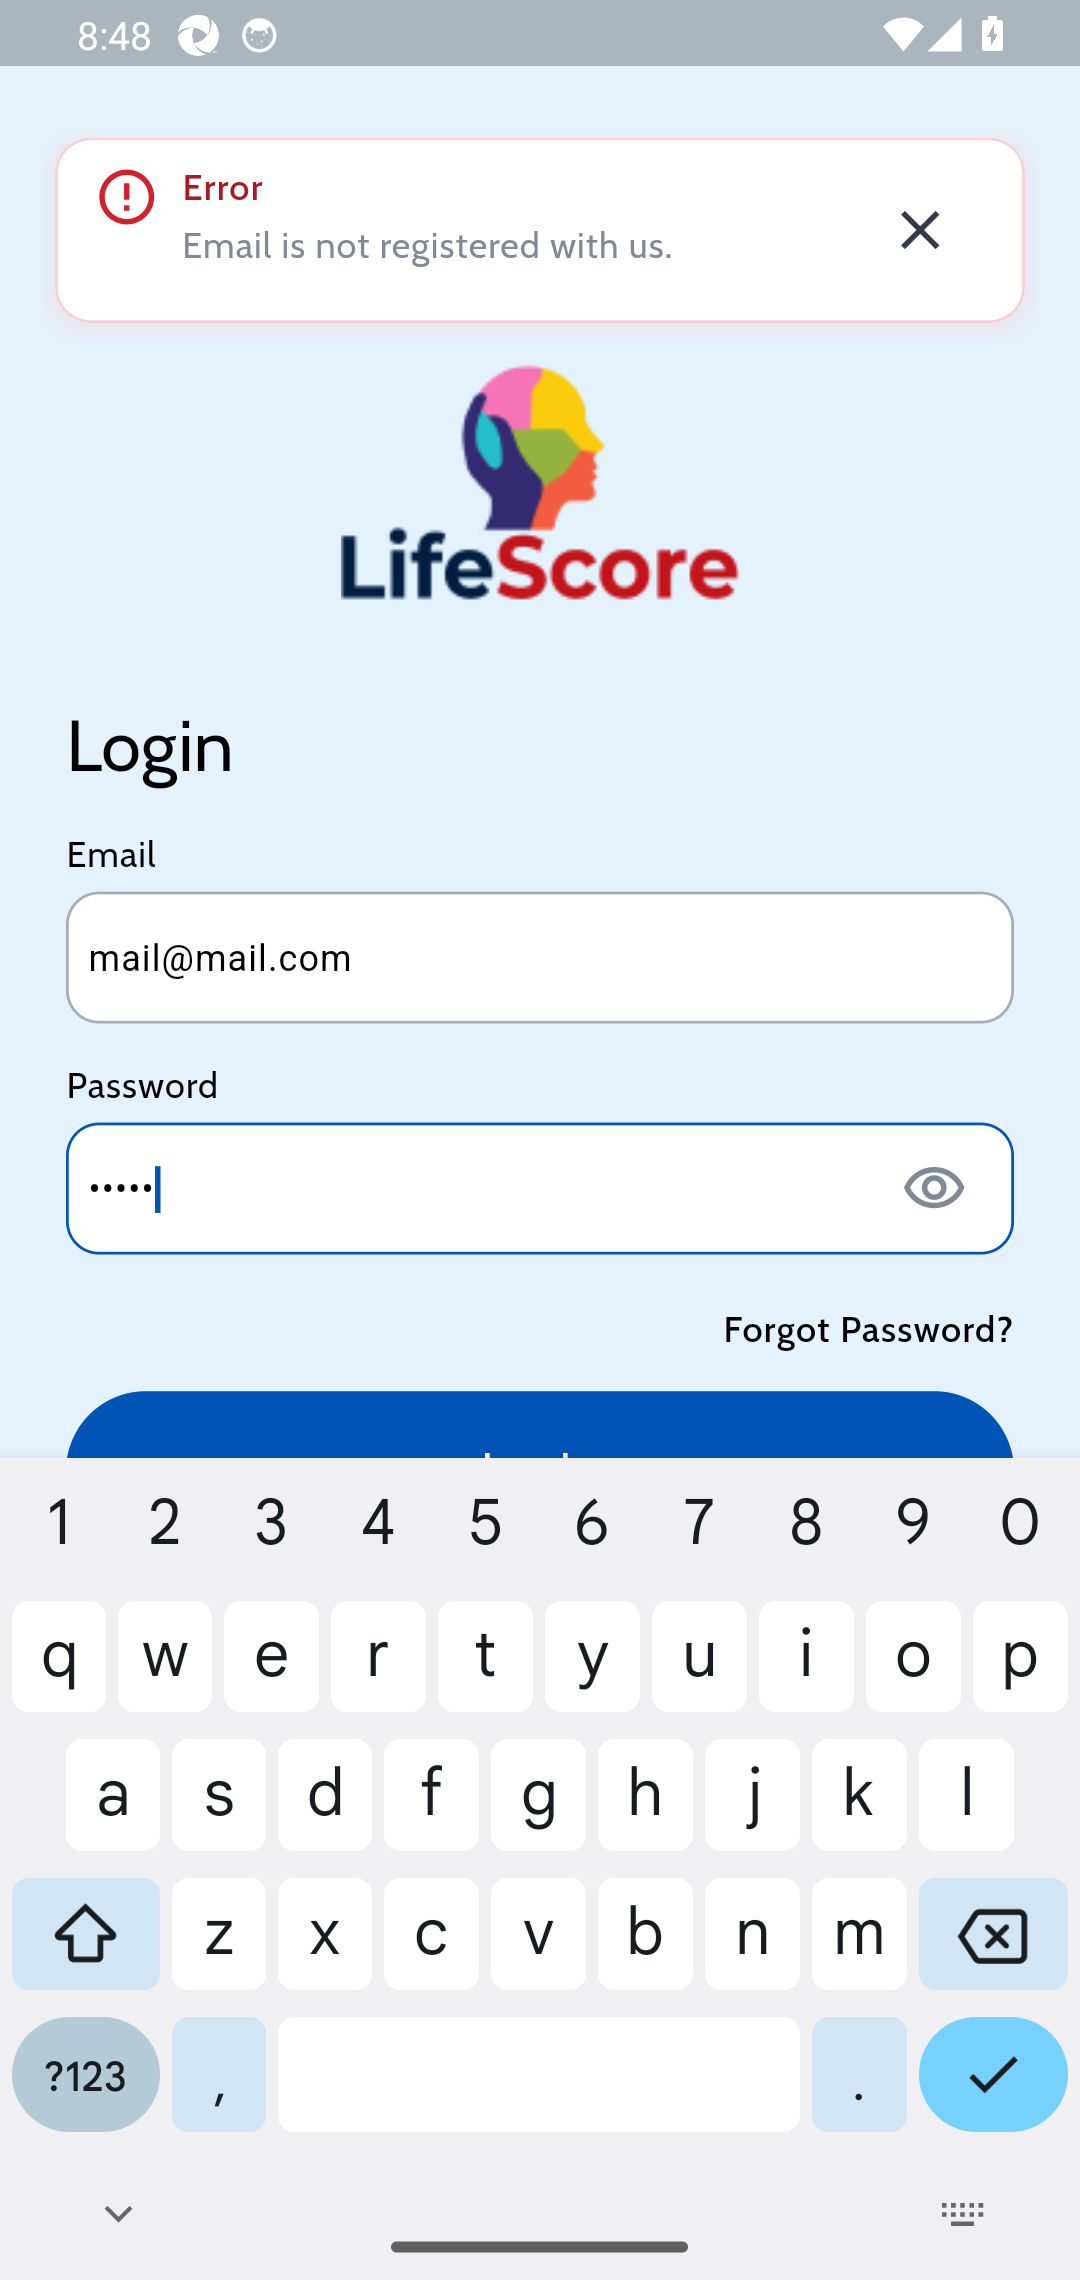 8:48
Error
Email is not registered with us.
LifeScore
Login
Email
mail@mail.com
Password
•••••
Forgot Password?
1 2 3 4 5 6 7 8 9 0
q w e r t y u i o p
a s d f g h j k l
z x c v b n m
?123 , .